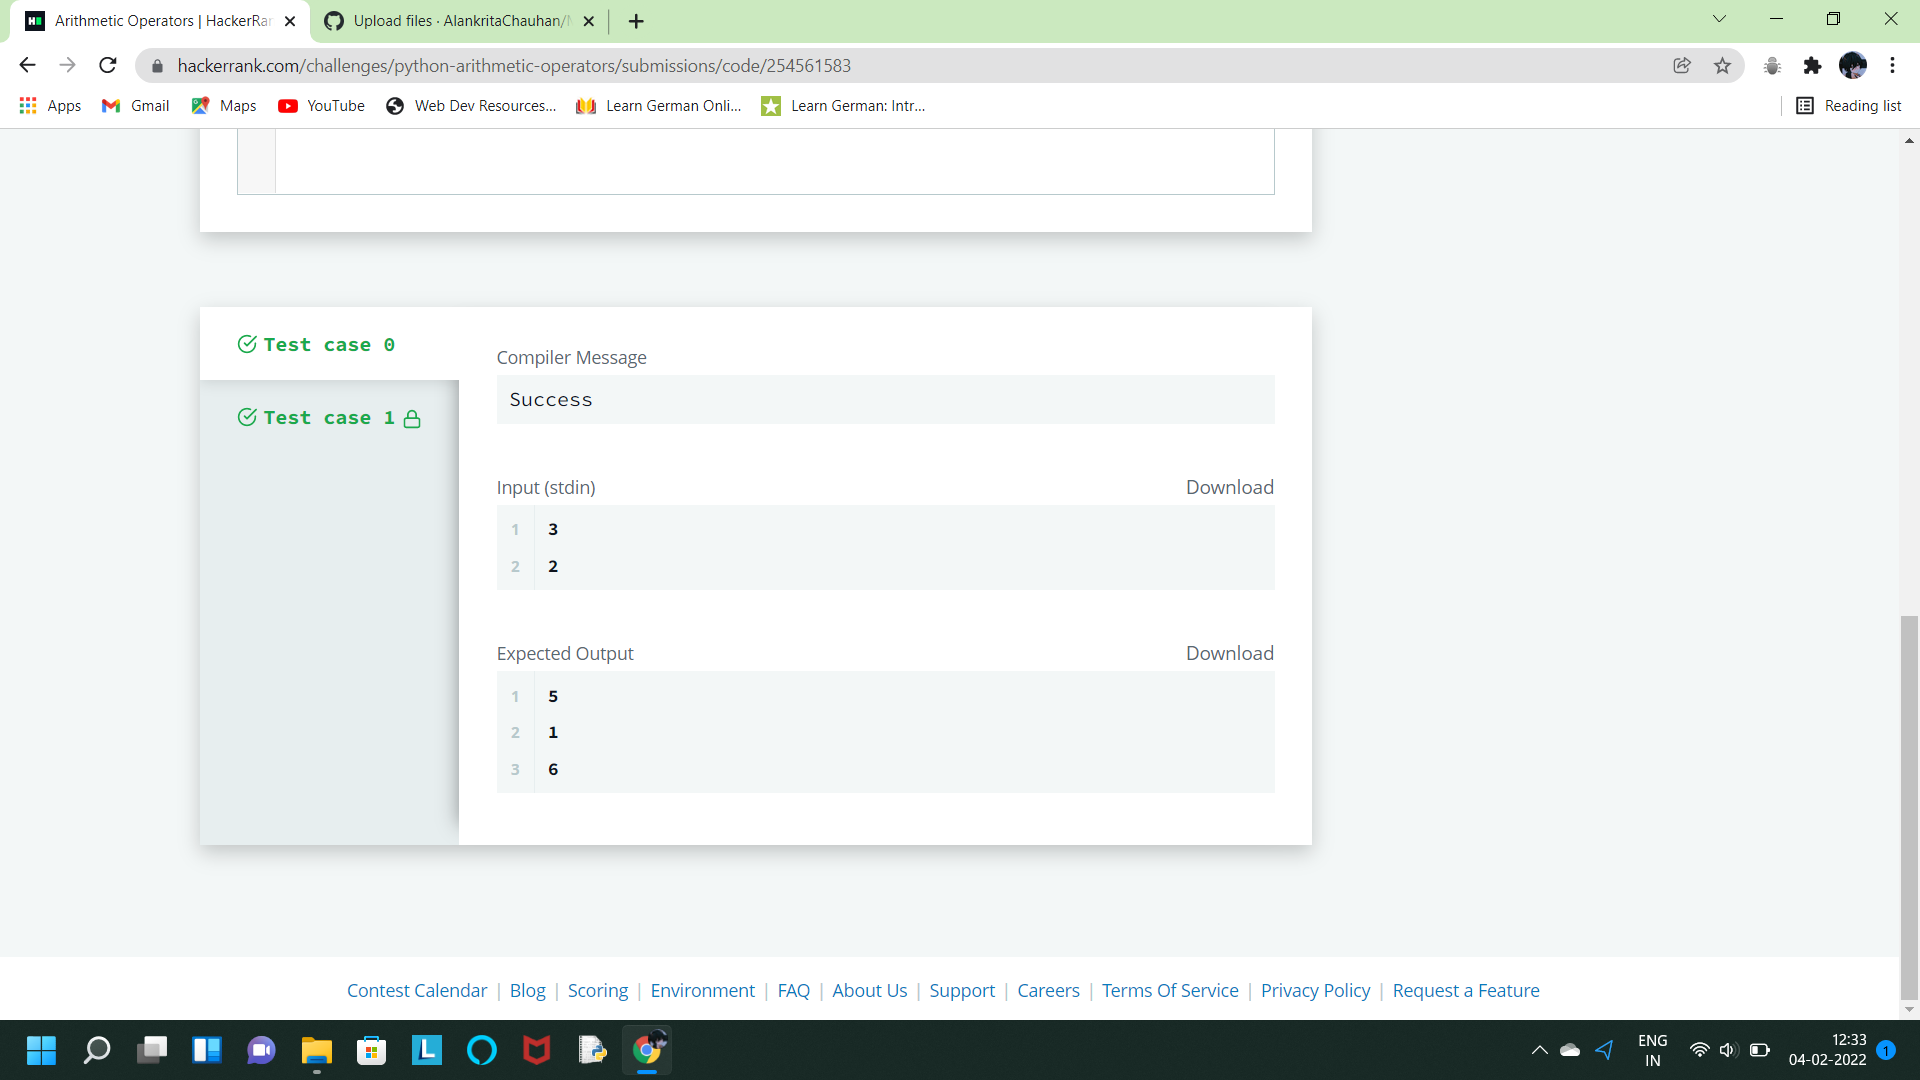 Arithmetic Operators | HackerRan
Upload files · AlankritaChauhan/
hackerrank.com/challenges/python-arithmetic-operators/submissions/code/254561583
Apps
Gmail
Maps
YouTube
Web Dev Resources...
Learn German Onli...
Learn German: Intr...
Reading list
Test case 0
Test case 1
Compiler Message
Success
Input (stdin)
Download
1 3
2 2
Expected Output
Download
1 5
2 1
3 6
Contest Calendar | Blog | Scoring | Environment | FAQ | About Us | Support | Careers | Terms Of Service | Privacy Policy | Request a Feature
ENG
IN
12:33
04-02-2022
1